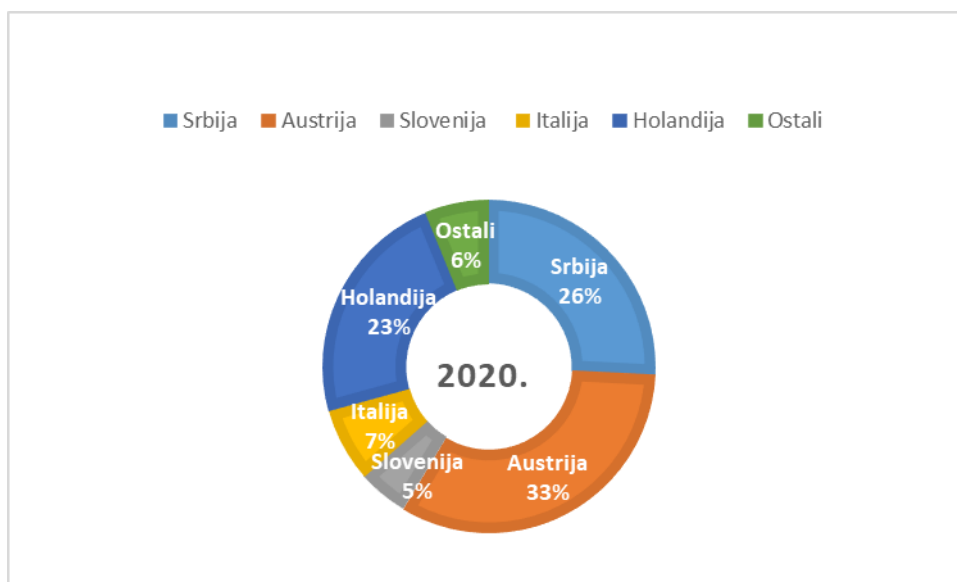 Srbija Austrija Slovenija Italija Holandija Ostali
Ostali
6%
Srbija
26%
Holandija
23%
2020.
Italija
7%
Slovenija
5%
Austrija
33%